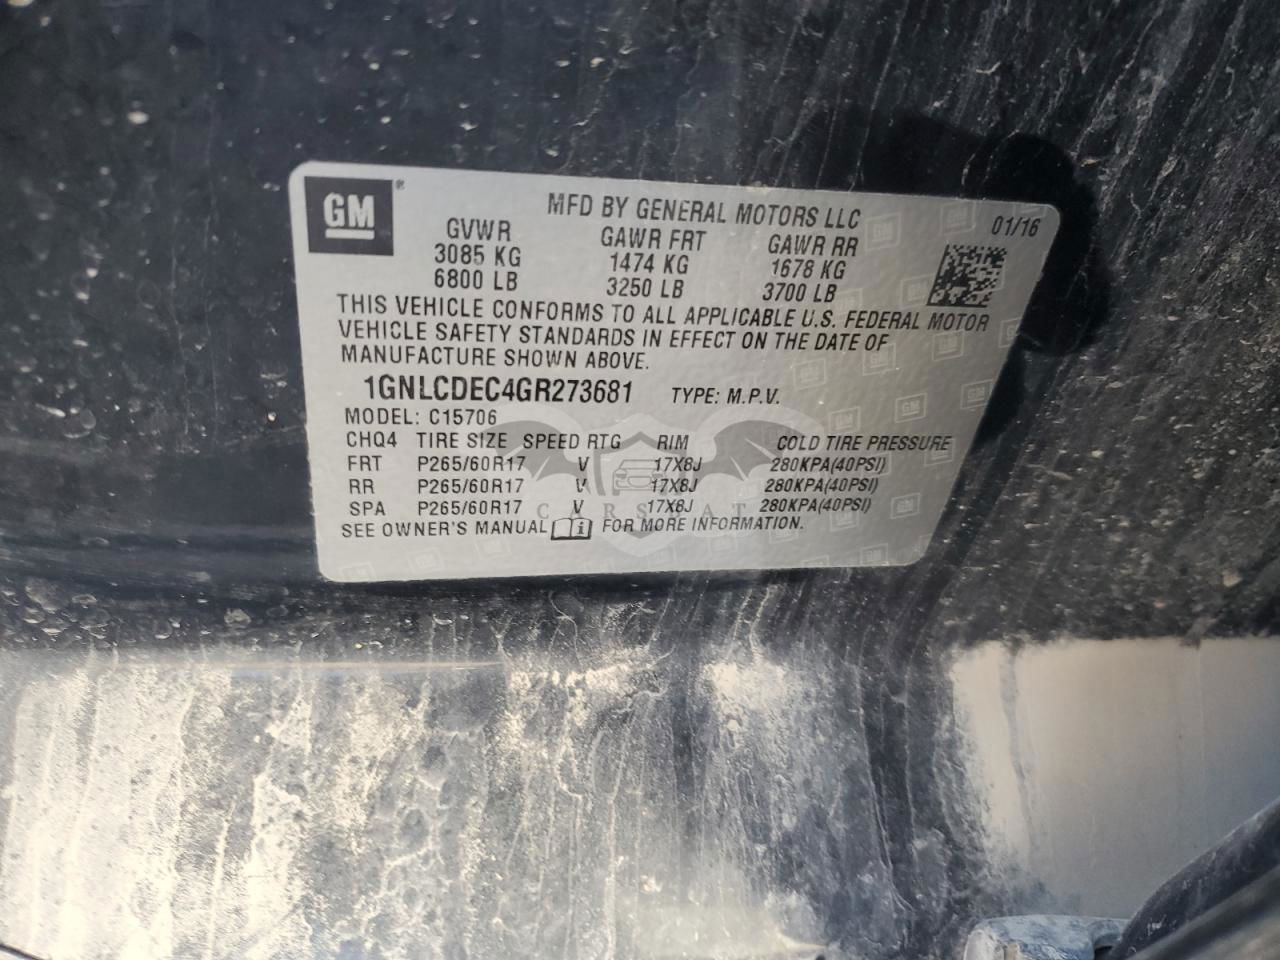 GM®
MFD BY GENERAL MOTORS LLC
01/16
GVWR GAWR FRT GAWR RR
3085 KG 1474 KG 1678 KG
6800 LB 3250 LB 3700 LB
THIS VEHICLE CONFORMS TO ALL APPLICABLE U.S. FEDERAL MOTOR
VEHICLE SAFETY STANDARDS IN EFFECT ON THE DATE OF
MANUFACTURE SHOWN ABOVE.
1GNLCDEC4GR273681 TYPE: M.P.V.
MODEL: C15706
CHQ4 TIRE SIZE SPEED RTG RIM COLD TIRE PRESSURE
FRT P265/60R17 V 17X8J 280KPA(40PSI)
RR P265/60R17 V 17X8J 280KPA(40PSI)
SPA P265/60R17 V 17X8J 280KPA(40PSI)
SEE OWNER'S MANUAL FOR MORE INFORMATION.